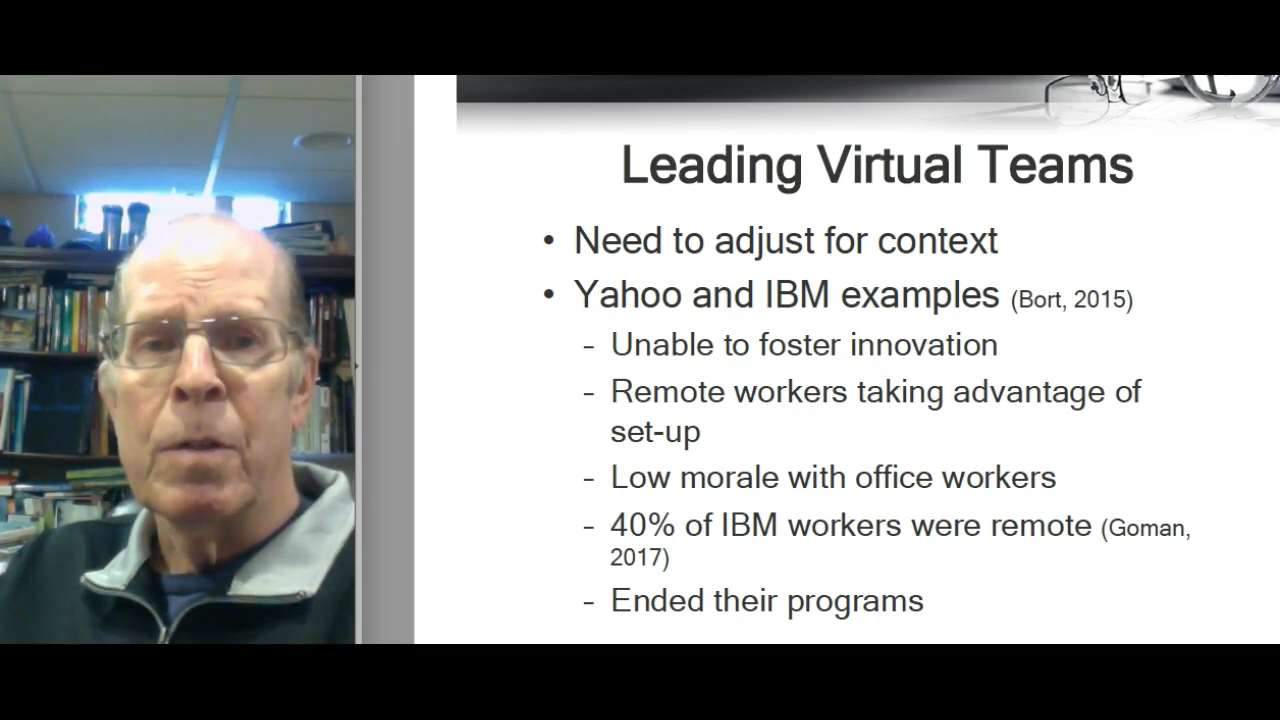 Leading Virtual Teams
• Need to adjust for context
• Yahoo and IBM examples (Bort, 2015)
– Unable to foster innovation
– Remote workers taking advantage of
set-up
– Low morale with office workers
– 40% of IBM workers were remote (Goman,
2017)
– Ended their programs